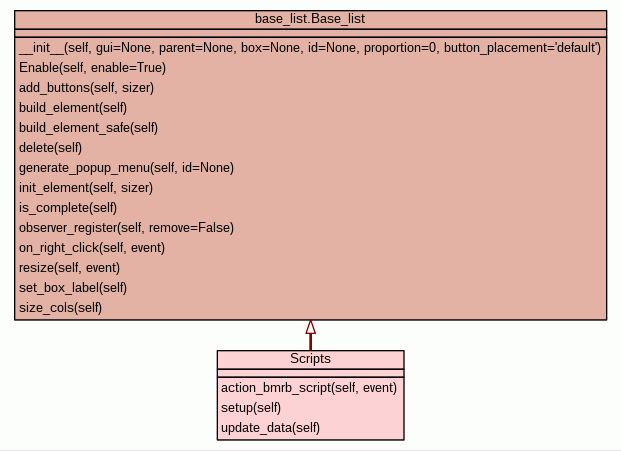 base_list.Base_list
__init__(self, gui=None, parent=None, box=None, id=None, proportion=0, button_placement='default')
Enable(self, enable=True)
add_buttons(self, sizer)
build_element(self)
build_element_safe(self)
delete(self)
generate_popup_menu(self, id=None)
init_element(self, sizer)
is_complete(self)
observer_register(self, remove=False)
on_right_click(self, event)
resize(self, event)
set_box_label(self)
size_cols(self)
Scripts
action_bmrb_script(self, event)
setup(self)
update_data(self)